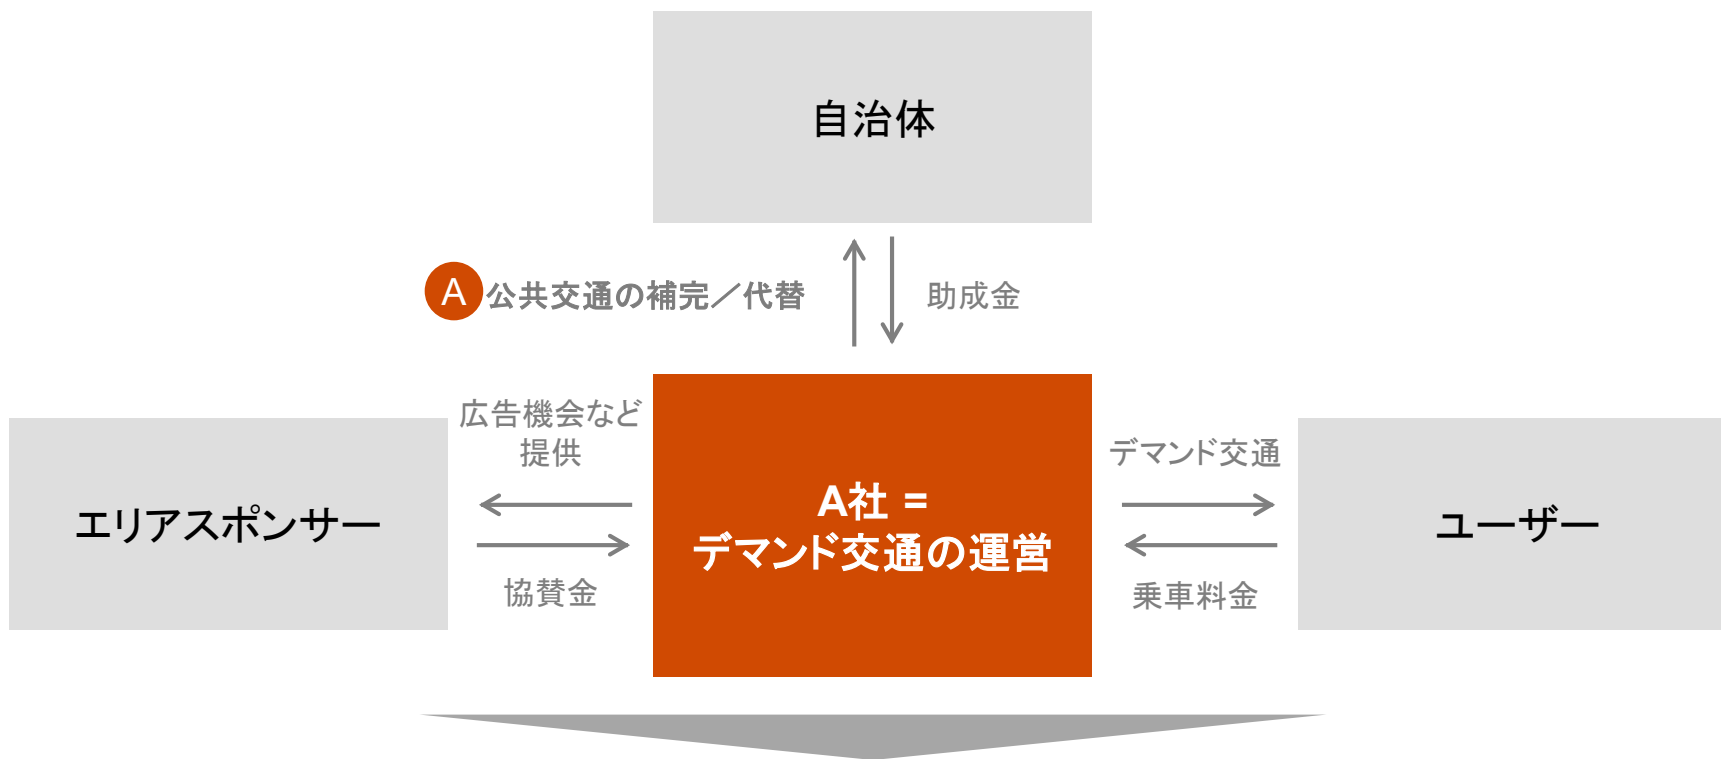 自治体
A 公共交通の補完／代替
助成金
広告機会など
提供
エリアスポンサー
協賛金
A社 =
デマンド交通の運営
デマンド交通
乗車料金
ユーザー